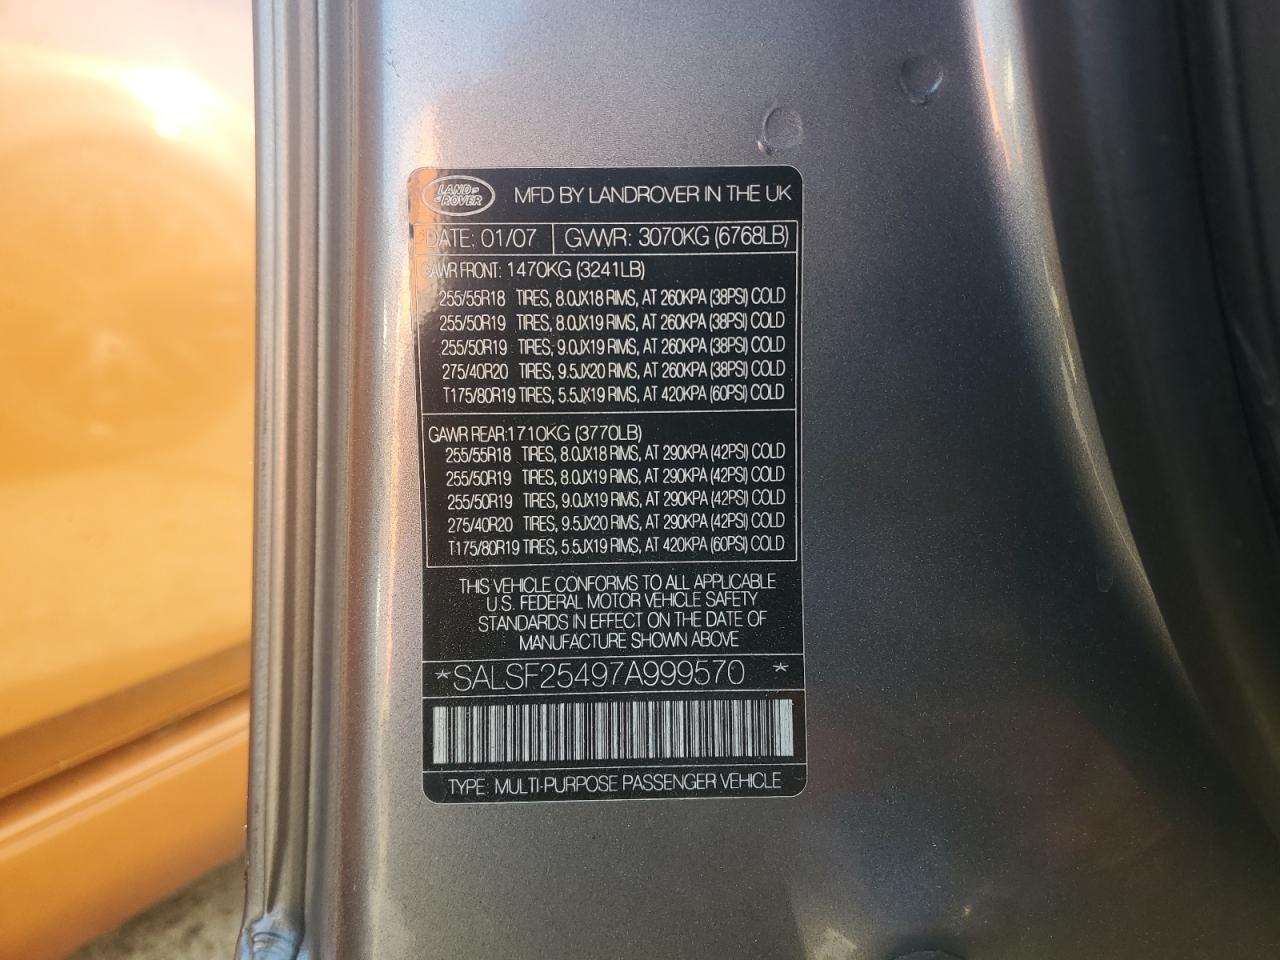 LAND ROVER MFD BY LANDROVER IN THE UK
DATE: 01/07 GVWR: 3070KG (6768LB)
GAWR FRONT: 1470KG (3241LB)
255/55R18 TIRES, 8.0JX18 RIMS, AT 260KPA (38PSI) COLD
255/50R19 TIRES, 8.0JX19 RIMS, AT 260KPA (38PSI) COLD
255/50R19 TIRES, 9.0JX19 RIMS, AT 260KPA (38PSI) COLD
275/40R20 TIRES, 9.5JX20 RIMS, AT 260KPA (38PSI) COLD
T175/80R19 TIRES, 5.5JX19 RIMS, AT 420KPA (60PSI) COLD
GAWR REAR:1710KG (3770LB)
255/55R18 TIRES, 8.0JX18 RIMS, AT 290KPA (42PSI) COLD
255/50R19 TIRES, 8.0JX19 RIMS, AT 290KPA (42PSI) COLD
255/50R19 TIRES, 9.0JX19 RIMS, AT 290KPA (42PSI) COLD
275/40R20 TIRES, 9.5JX20 RIMS, AT 290KPA (42PSI) COLD
T175/80R19 TIRES, 5.5JX19 RIMS, AT 420KPA (60PSI) COLD
THIS VEHICLE CONFORMS TO ALL APPLICABLE
U.S. FEDERAL MOTOR VEHICLE SAFETY
STANDARDS IN EFFECT ON THE DATE OF
MANUFACTURE SHOWN ABOVE
*SALSF25497A999570 *
TYPE: MULTI-PURPOSE PASSENGER VEHICLE